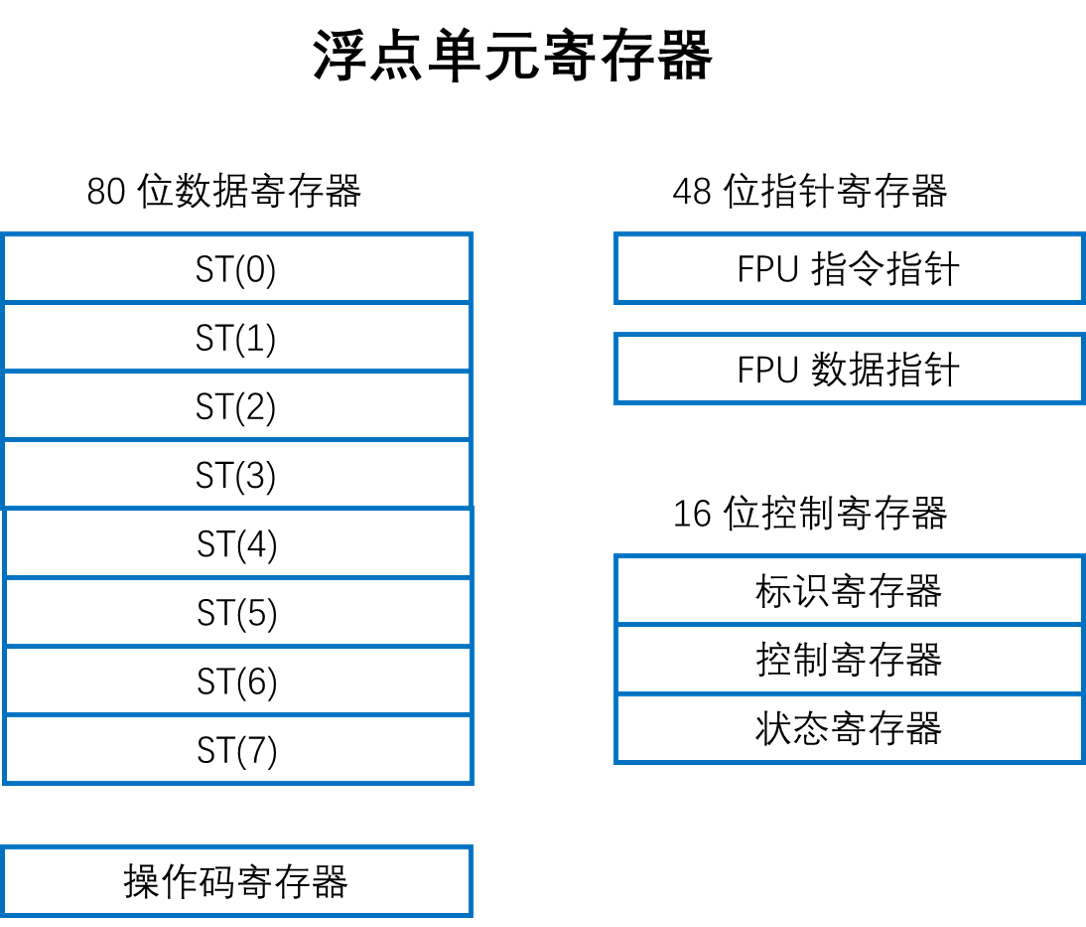 浮点单元寄存器
80 位数据寄存器
ST(0)
ST(1)
ST(2)
ST(3)
ST(4)
ST(5)
ST(6)
ST(7)
操作码寄存器
48 位指针寄存器
FPU 指令指针
FPU 数据指针
16 位控制寄存器
标识寄存器
控制寄存器
状态寄存器